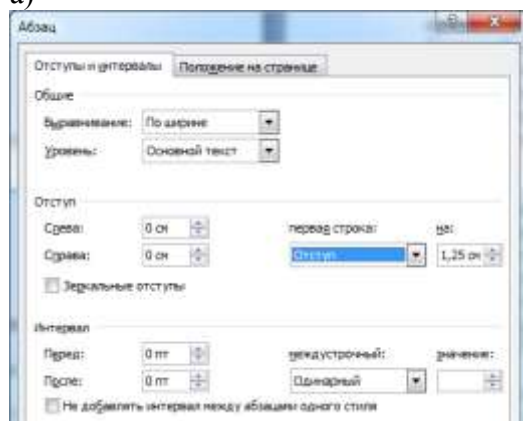 а)
Абзац
Отступы и интервалы Положение на странице
Общие
Выравнивание: По ширине
Уровень: Основной текст
Отступ
Слева: 0 см первая строка: на:
Справа: 0 см Отступ 1,25 см
Зеркальные отступы
Интервал
Перед: 0 пт междустрочный: значение:
После: 0 пт Одинарный
Не добавлять интервал между абзацами одного стиля